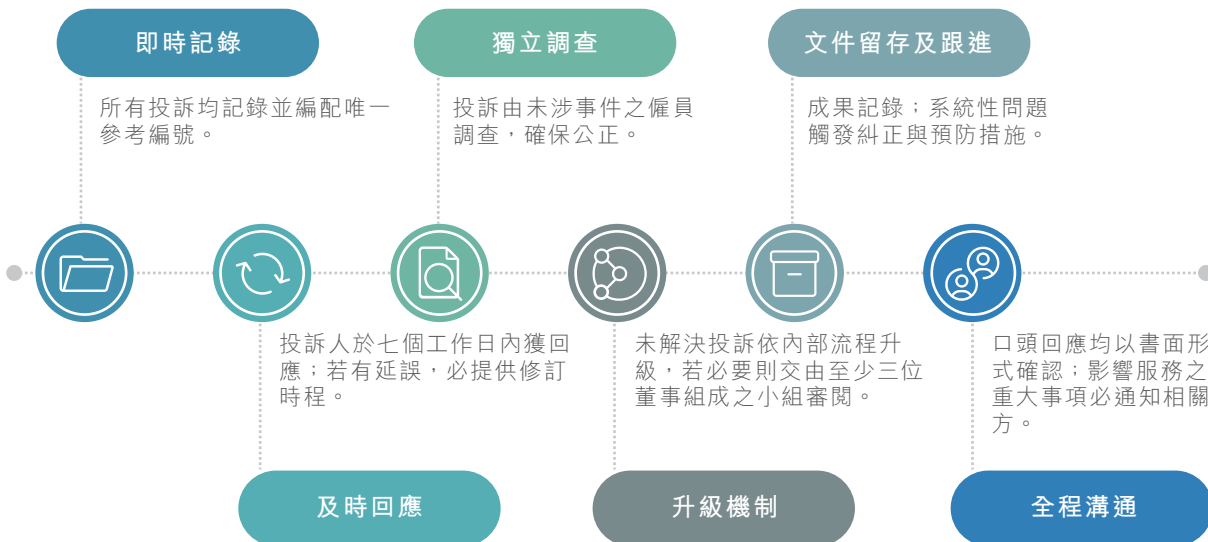 即時記錄
所有投訴均記錄並編配唯一
參考編號。
獨立調查
投訴由未涉事件之僱員
調查，確保公正。
文件留存及跟進
成果記錄；系統性問題
觸發糾正與預防措施。
投訴人於七個工作日內獲回
應；若有延誤，必提供修訂
時程。
及時回應
未解決投訴依內部流程升
級，若必要則交由至少三位
董事組成之小組審閲。
升級機制
口頭回應均以書面形
式確認；影響服務之
重大事項必通知相關
方。
全程溝通